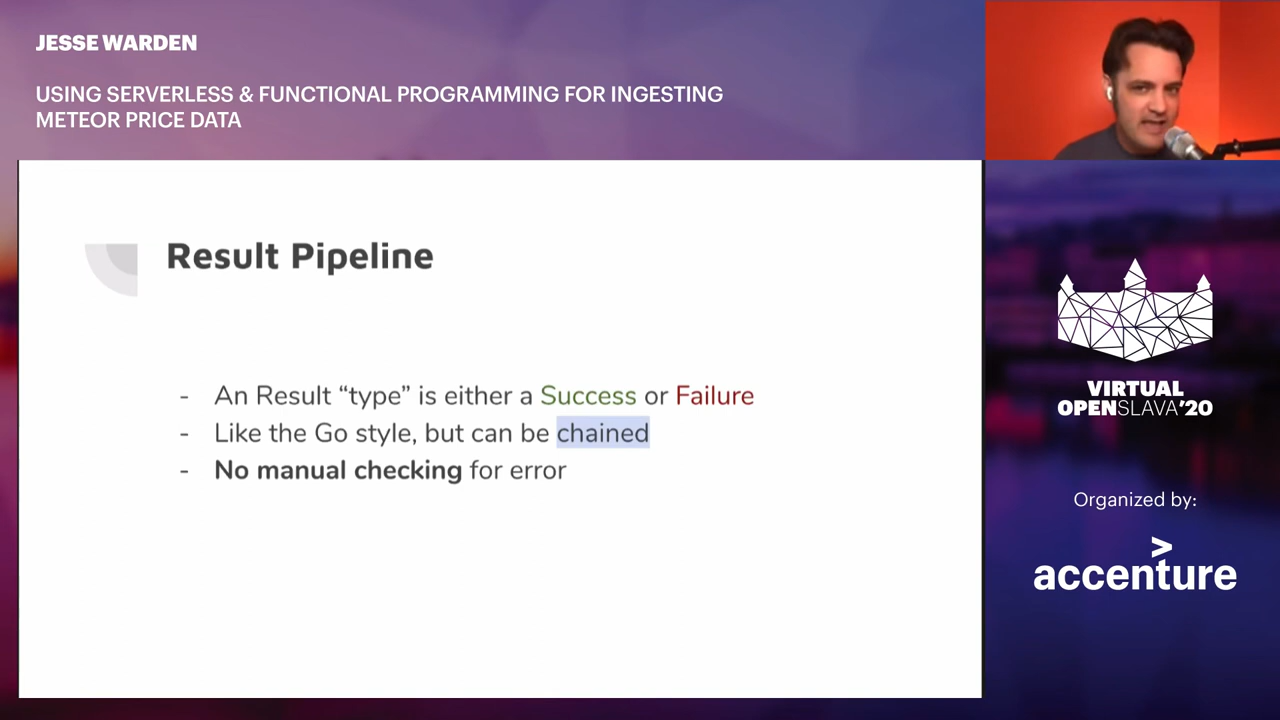 JESSE WARDEN
USING SERVERLESS & FUNCTIONAL PROGRAMMING FOR INGESTING
METEOR PRICE DATA
Result Pipeline
- An Result “type” is either a Success or Failure
- Like the Go style, but can be chained
- No manual checking for error
VIRTUAL
OPENSLAVA'20
Organized by:
>
accenture